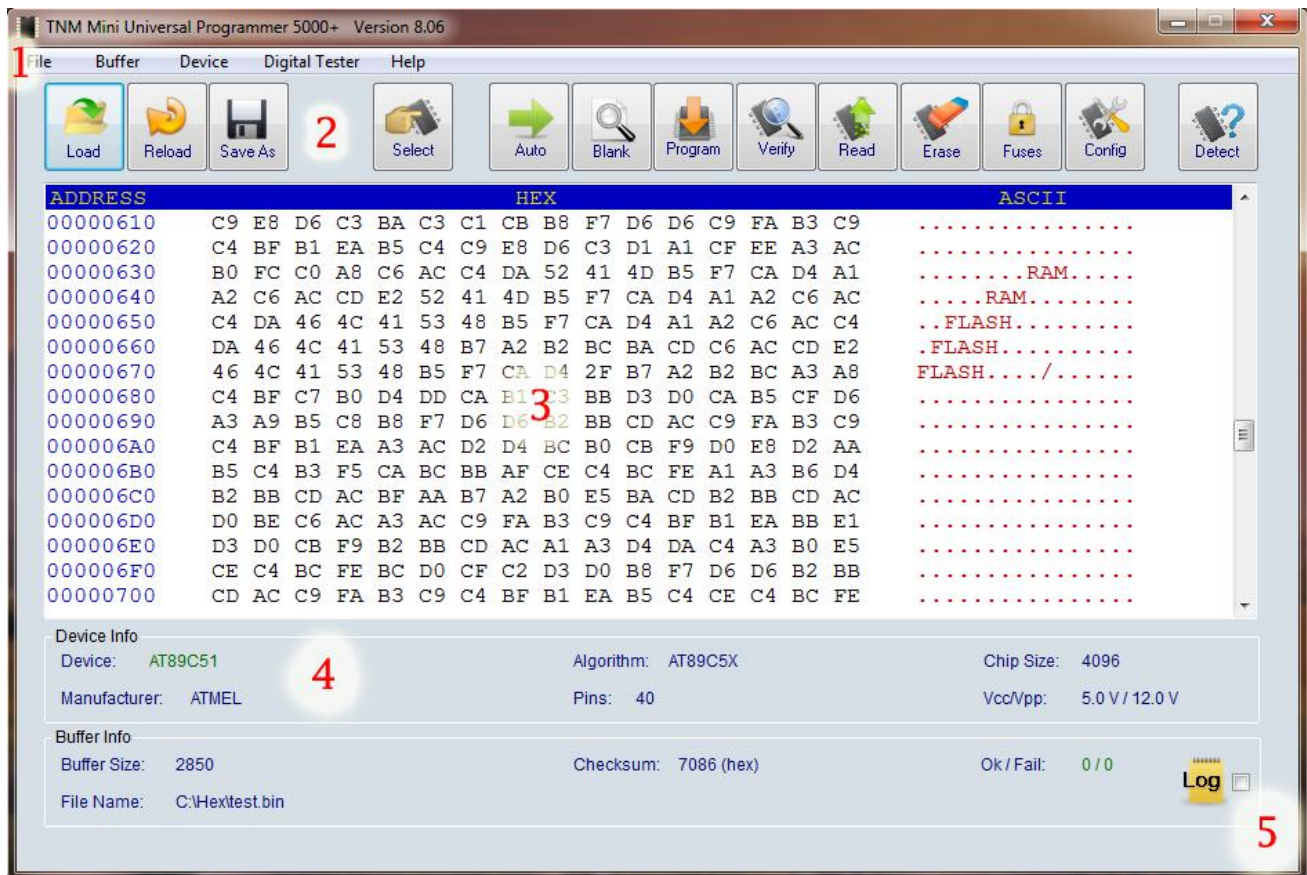 TNM Mini Universal Programmer 5000+ Version 8.06
1
File Buffer Device Digital Tester Help
Load Reload Save As 2 Select Auto Blank Program Verify Read Erase Fuses Config Detect
ADDRESS HEX ASCII
00000610 C9 E8 D6 C3 BA C3 C1 CB B8 F7 D6 D6 C9 FA B3 C9 ................
00000620 C4 BF B1 EA B5 C4 C9 E8 D6 C3 D1 A1 CF EE A3 AC ................
00000630 B0 FC C0 A8 C6 AC C4 DA 52 41 4D B5 F7 CA D4 A1 ........RAM.....
00000640 A2 C6 AC CD E2 52 41 4D B5 F7 CA D4 A1 A2 C6 AC .....RAM........
00000650 C4 DA 46 4C 41 53 48 B5 F7 CA D4 A1 A2 C6 AC C4 ..FLASH.........
00000660 DA 46 4C 41 53 48 B7 A2 B2 BC BA CD C6 AC CD E2 .FLASH..........
00000670 46 4C 41 53 48 B5 F7 CA D4 2F B7 A2 B2 BC A3 A8 FLASH..../......
00000680 C4 BF C7 B0 D4 DD CA B1 C3 BB D3 D0 CA B5 CF D6 ................
3
00000690 A3 A9 B5 C8 B8 F7 D6 D6 B2 BB CD AC C9 FA B3 C9 ................
000006A0 C4 BF B1 EA A3 AC D2 D4 BC B0 CB F9 D0 E8 D2 AA ................
000006B0 B5 C4 B3 F5 CA BC BB AF CE C4 BC FE A1 A3 B6 D4 ................
000006C0 B2 BB CD AC BF AA B7 A2 B0 E5 BA CD B2 BB CD AC ................
000006D0 D0 BE C6 AC A3 AC C9 FA B3 C9 C4 BF B1 EA BB E1 ................
000006E0 D3 D0 CB F9 B2 BB CD AC A1 A3 D4 DA C4 A3 B0 E5 ................
000006F0 CE C4 BC FE BC D0 CF C2 D3 D0 B8 F7 D6 D6 B2 BB ................
00000700 CD AC C9 FA B3 C9 C4 BF B1 EA B5 C4 CE C4 BC FE ................
Device Info
Device: AT89C51 Algorithm: AT89C5X Chip Size: 4096
4
Manufacturer: ATMEL Pins: 40 Vcc/Vpp: 5.0 V / 12.0 V
Buffer Info
Buffer Size: 2850 Checksum: 7086 (hex) Ok / Fail: 0 / 0
Log
File Name: C:\Hex\test.bin
5